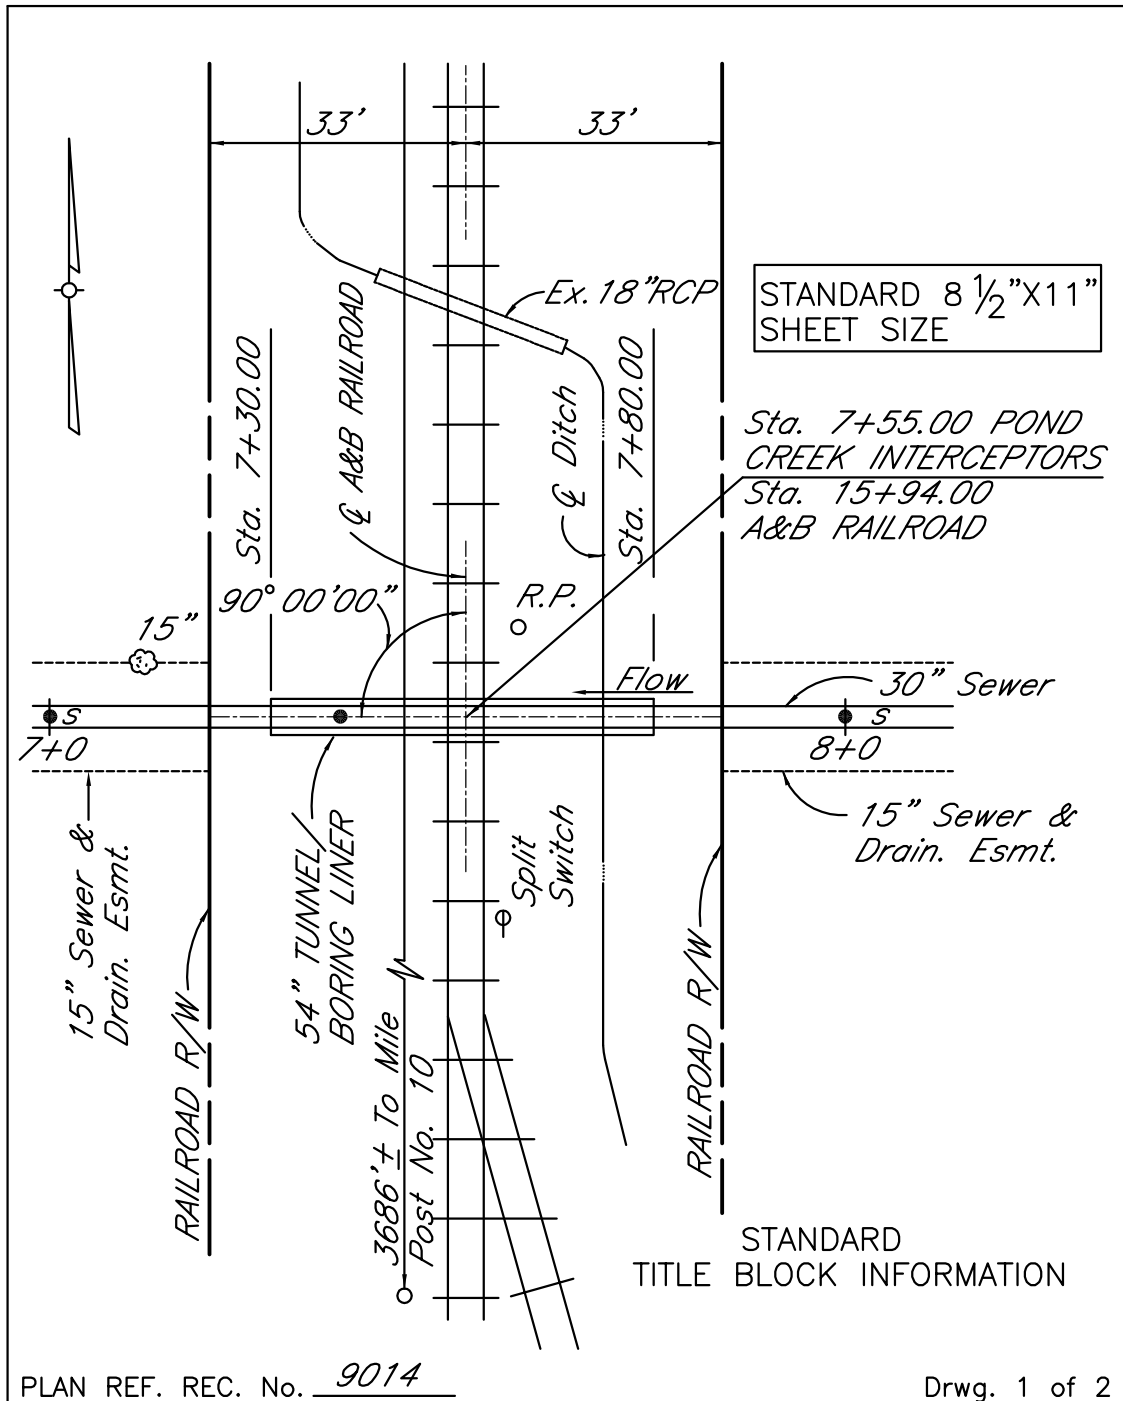 33'
33'
Ex. 18"RCP
STANDARD 8 1/2"X11"
SHEET SIZE
Sta. 7+30.00
℄ A&B RAILROAD
℄ Ditch
Sta. 7+80.00
Sta. 7+55.00 POND
CREEK INTERCEPTORS
Sta. 15+94.00
A&B RAILROAD
90° 00'00"
R.P.
15"
Flow
30" Sewer
S
S
7+0
8+0
15" Sewer &
Drain. Esmt.
15" Sewer &
Drain. Esmt.
54" TUNNEL/
BORING LINER
Split
Switch
RAILROAD R/W
RAILROAD R/W
3686'± To Mile
Post No. 10
STANDARD
TITLE BLOCK INFORMATION
PLAN REF. REC. No. 9014
Drwg. 1 of 2